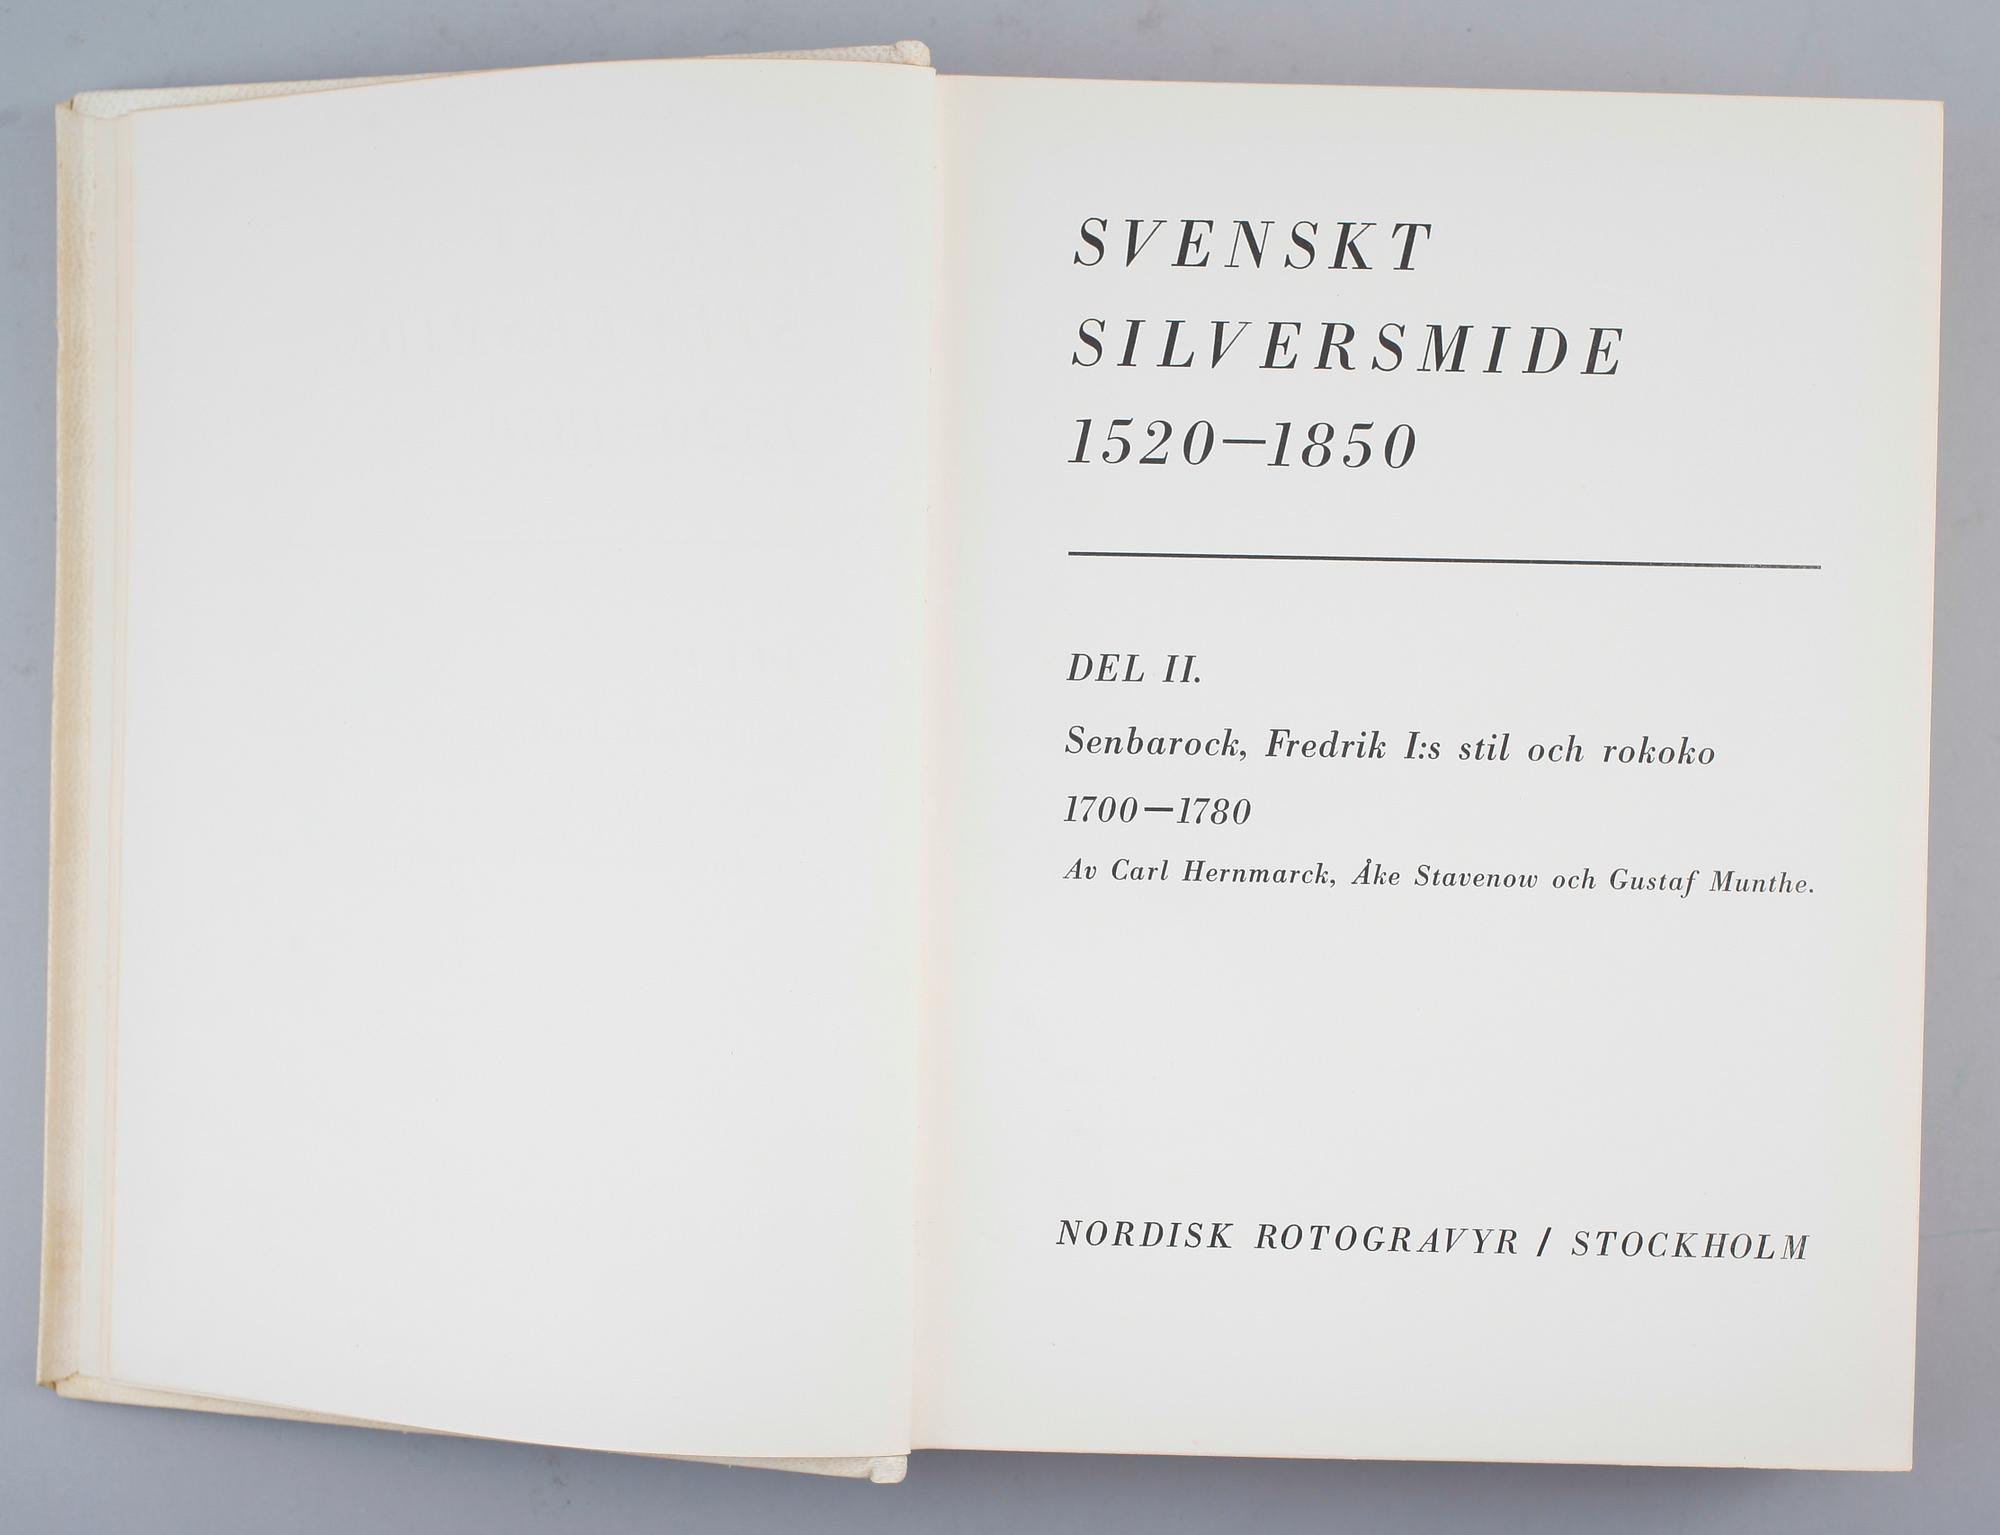 SVENSKT
SILVERSMIDE
1520—1850
DEL II.
Senbarock, Fredrik I:s stil och rokoko
1700—1780
Av Carl Hernmarck, Åke Stavenow och Gustaf Munthe.
NORDISK ROTOGRAVYR / STOCKHOLM